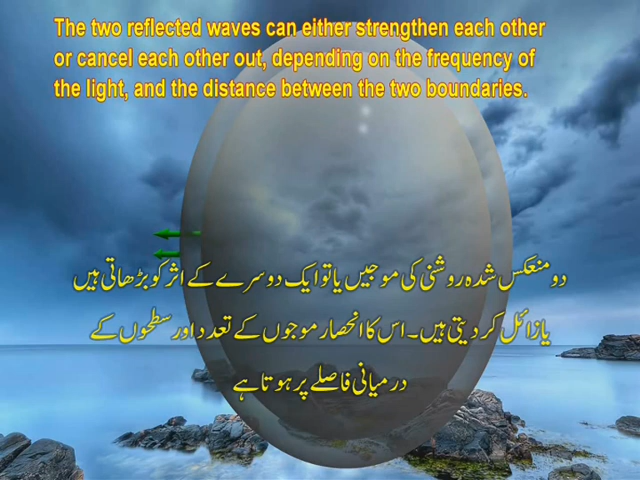 The two reflected waves can either strengthen each other
or cancel each other out, depending on the frequency of
the light, and the distance between the two boundaries.
دو منعکس شدہ روشنی کی موجیں یا تو ایک دوسرے کے اثر کو بڑھاتی ہیں
یا زائل کر دیتی ہیں۔ اس کا انحصار موجوں کے تعدد اور سطحوں کے
درمیانی فاصلے پر ہوتا ہے